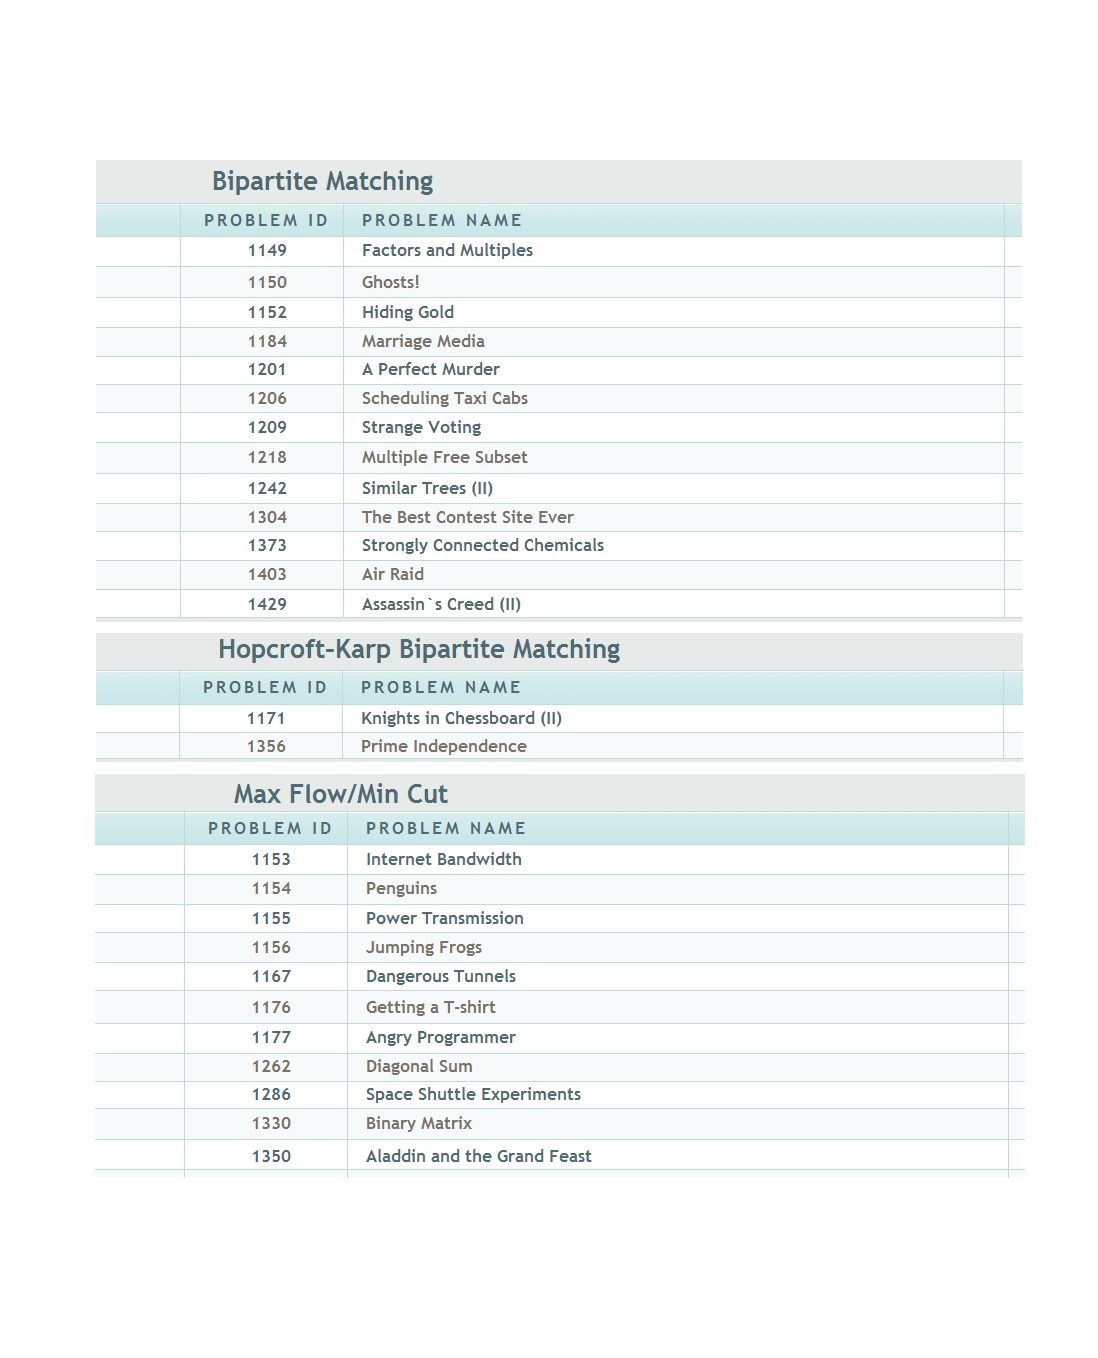 Bipartite Matching
PROBLEM ID PROBLEM NAME
1149 Factors and Multiples
1150 Ghosts!
1152 Hiding Gold
1184 Marriage Media
1201 A Perfect Murder
1206 Scheduling Taxi Cabs
1209 Strange Voting
1218 Multiple Free Subset
1242 Similar Trees (II)
1304 The Best Contest Site Ever
1373 Strongly Connected Chemicals
1403 Air Raid
1429 Assassin`s Creed (II)
Hopcroft-Karp Bipartite Matching
PROBLEM ID PROBLEM NAME
1171 Knights in Chessboard (II)
1356 Prime Independence
Max Flow/Min Cut
PROBLEM ID PROBLEM NAME
1153 Internet Bandwidth
1154 Penguins
1155 Power Transmission
1156 Jumping Frogs
1167 Dangerous Tunnels
1176 Getting a T-shirt
1177 Angry Programmer
1262 Diagonal Sum
1286 Space Shuttle Experiments
1330 Binary Matrix
1350 Aladdin and the Grand Feast